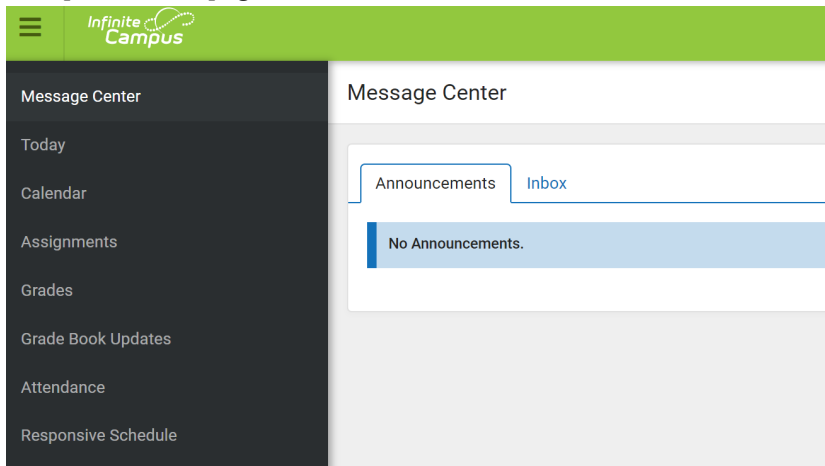 Infinite
Campus
Message Center
Today
Calendar
Assignments
Grades
Grade Book Updates
Attendance
Responsive Schedule
Message Center
Announcements Inbox
No Announcements.